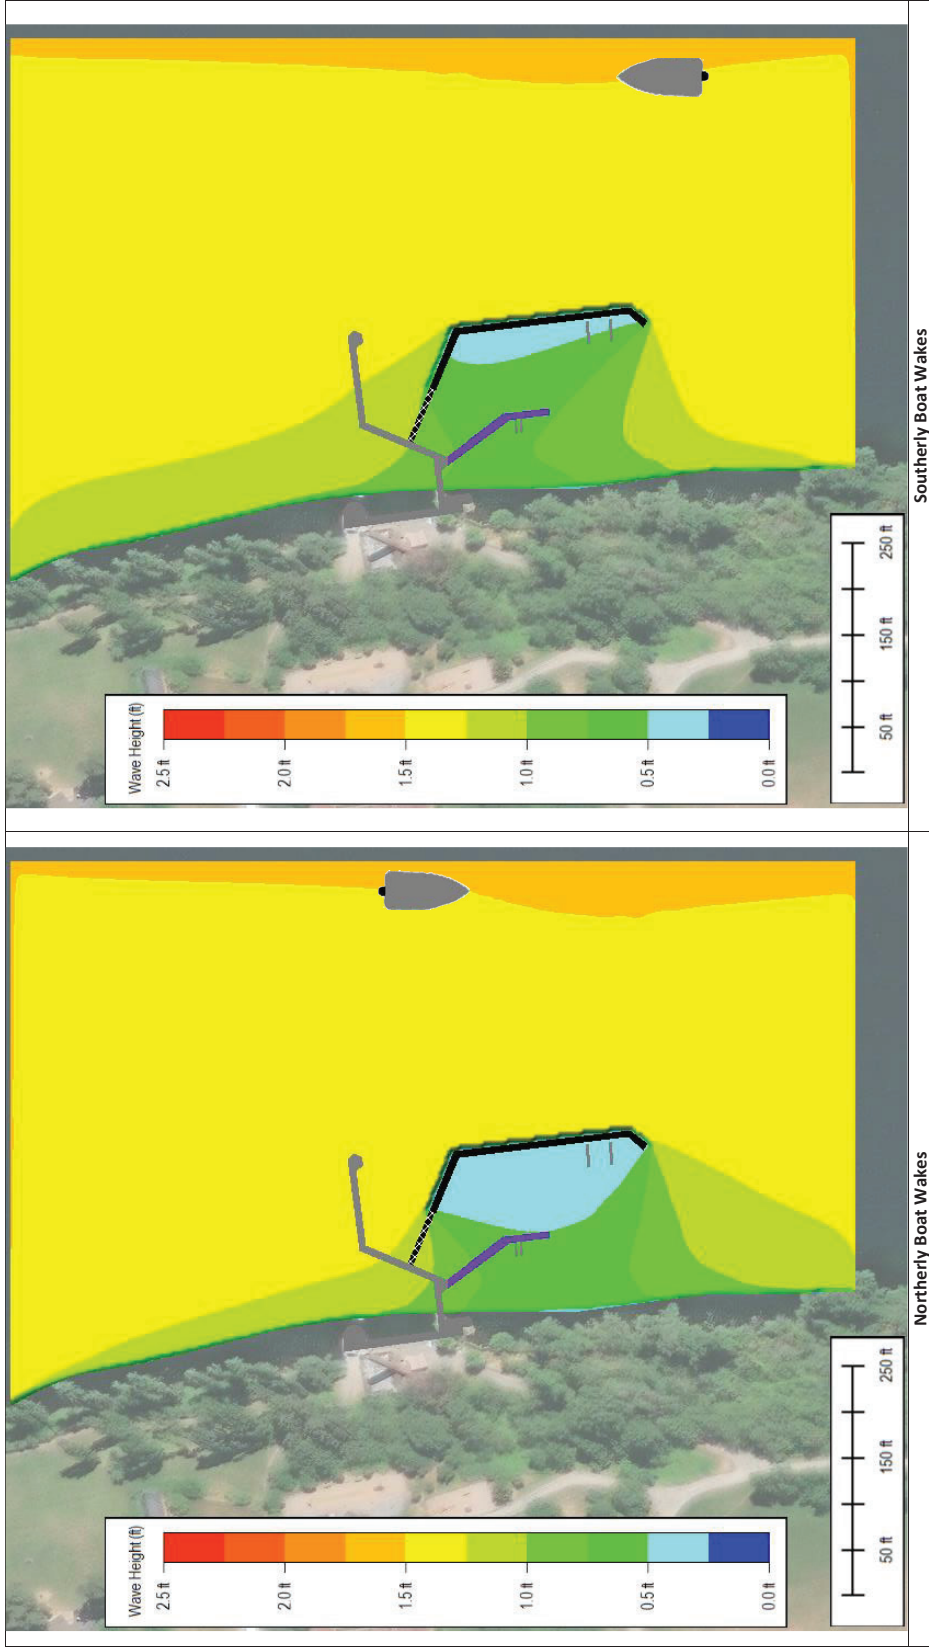 Wave Height (ft)
2.5 ft
2.0 ft
1.5 ft
1.0 ft
0.5 ft
0.0 ft
50 ft 150 ft 250 ft
Northerly Boat Wakes
Wave Height (ft)
2.5 ft
2.0 ft
1.5 ft
1.0 ft
0.5 ft
0.0 ft
50 ft 150 ft 250 ft
Southerly Boat Wakes